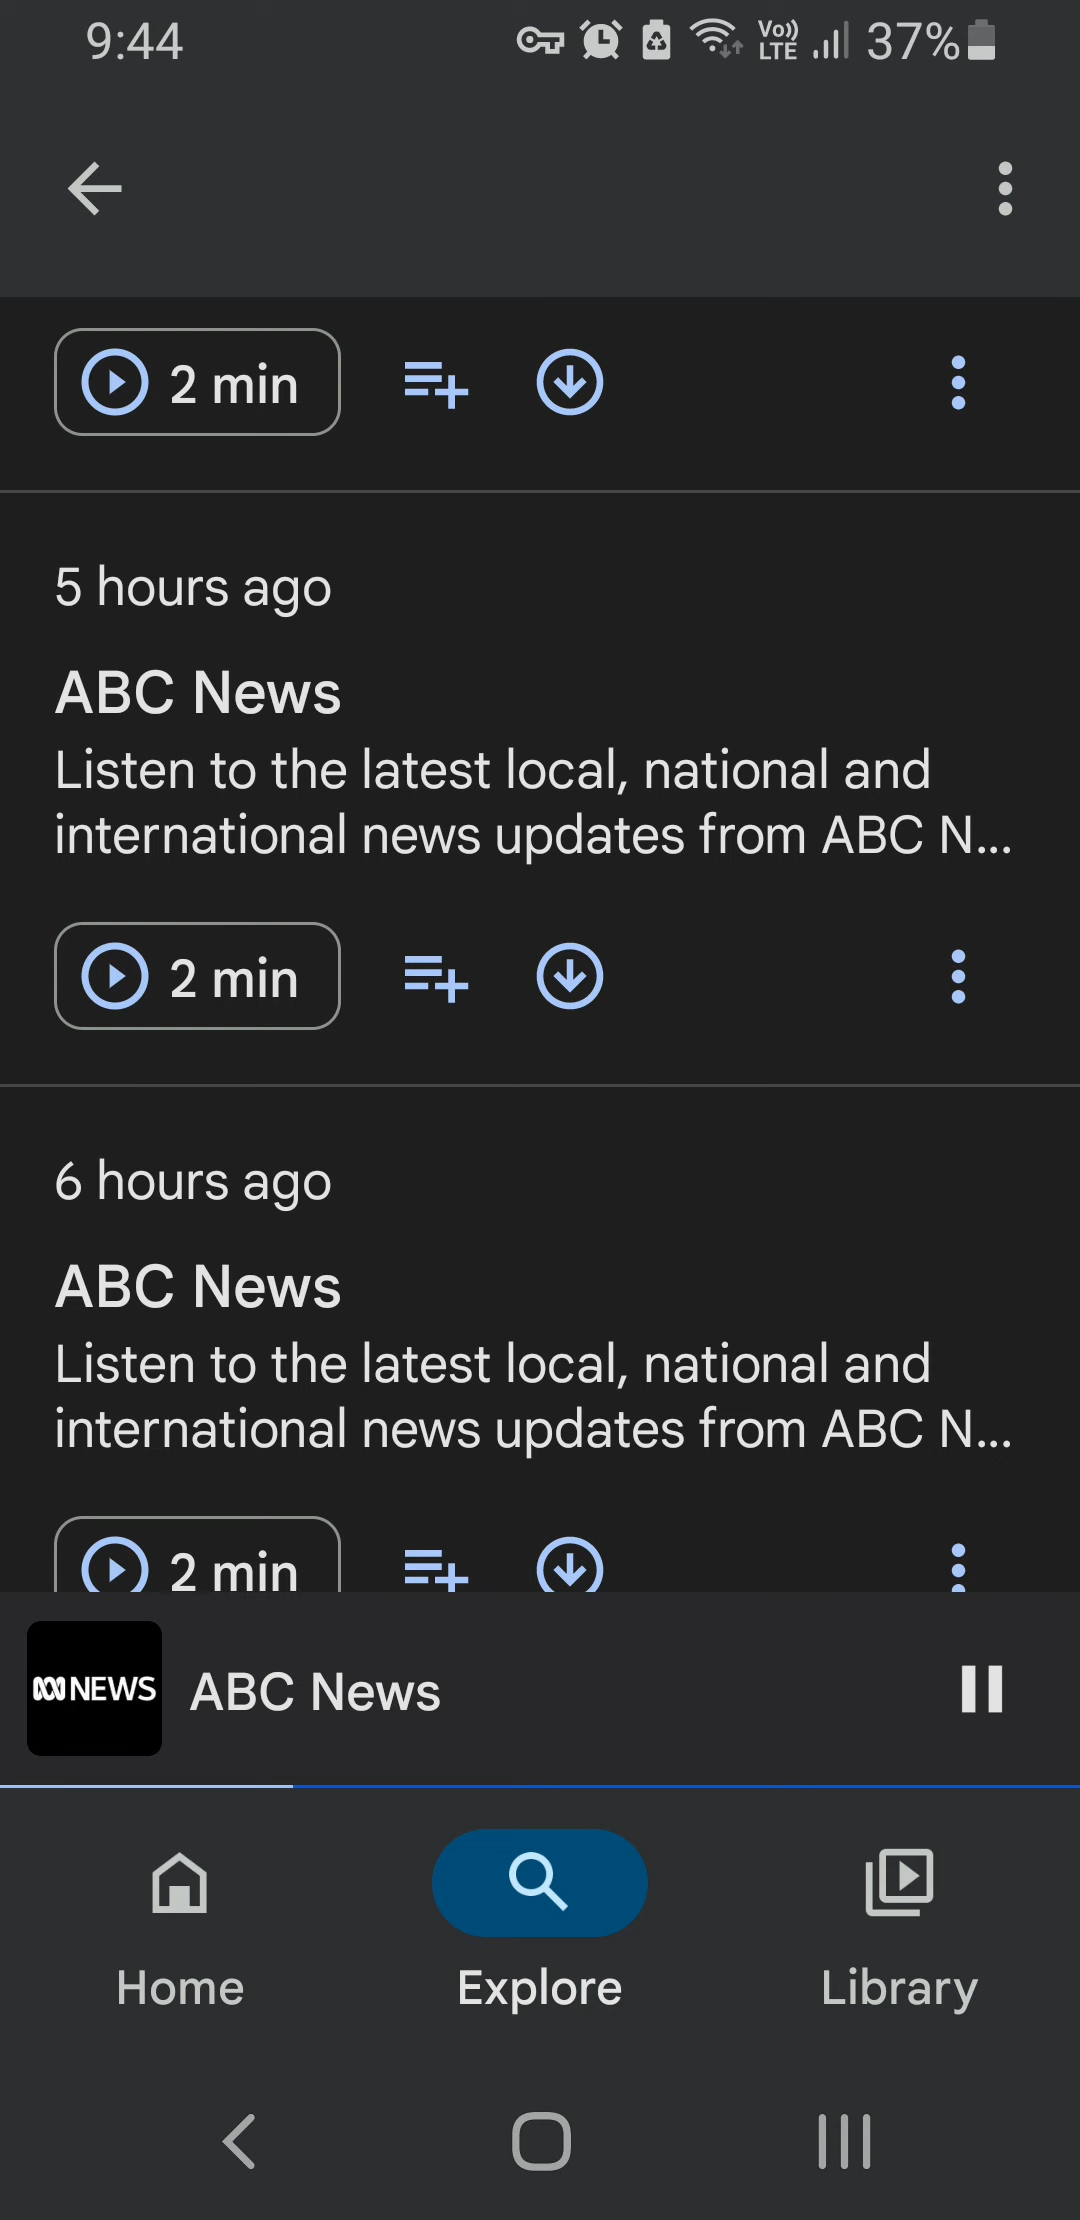 9:44
Vo))
LTE
37%
2 min
5 hours ago
ABC News
Listen to the latest local, national and
international news updates from ABC N...
2 min
6 hours ago
ABC News
Listen to the latest local, national and
international news updates from ABC N...
2 min
NEWS
ABC News
Home
Explore
Library